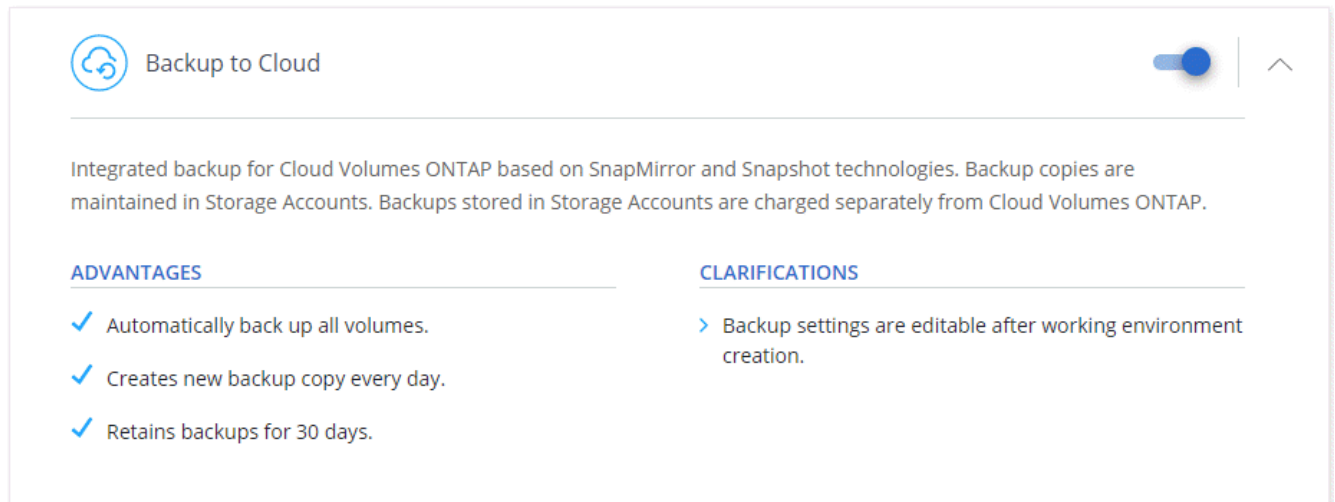 Backup to Cloud
Integrated backup for Cloud Volumes ONTAP based on SnapMirror and Snapshot technologies. Backup copies are
maintained in Storage Accounts. Backups stored in Storage Accounts are charged separately from Cloud Volumes ONTAP.
ADVANTAGES
Automatically back up all volumes.
Creates new backup copy every day.
Retains backups for 30 days.
CLARIFICATIONS
Backup settings are editable after working environment
creation.